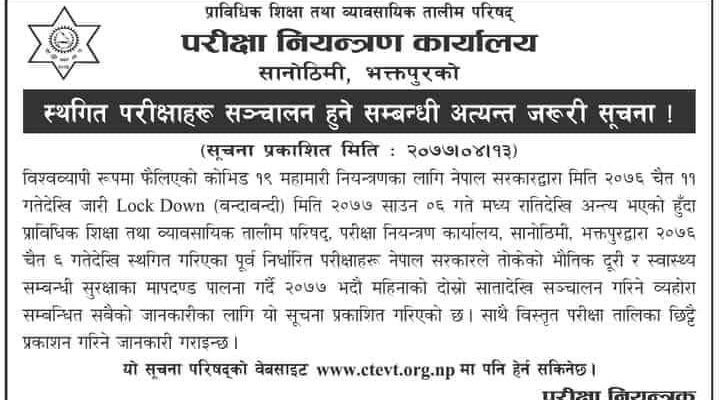 प्राविधिक शिक्षा तथा व्यावसायिक तालीम परिषद्
परीक्षा नियन्त्रण कार्यालय
सानोठिमी, भक्तपुरको
स्थगित परीक्षाहरू सञ्चालन हुने सम्बन्धी अत्यन्त जरूरी सूचना !
(सूचना प्रकाशित मिति : २०७७।०४।१३)
विश्वव्यापी रूपमा फैलिएको कोभिड १९ महामारी नियन्त्रणका लागि नेपाल सरकारद्वारा मिति २०७६ चैत ११
गतेदेखि जारी Lock Down (बन्दाबन्दी) मिति २०७७ साउन ०६ गते मध्य रातिदेखि अन्त्य भएको हुँदा
प्राविधिक शिक्षा तथा व्यावसायिक तालीम परिषद्, परीक्षा नियन्त्रण कार्यालय, सानोठिमी, भक्तपुरद्वारा २०७६
चैत ६ गतेदेखि स्थगित गरिएका पूर्व निर्धारित परीक्षाहरू नेपाल सरकारले तोकेको भौतिक दूरी र स्वास्थ्य
सम्बन्धी सुरक्षाका मापदण्ड पालना गर्दै २०७७ भदौ महिनाको दोस्रो सातादेखि सञ्चालन गरिने व्यहोरा
सम्बन्धित सबैको जानकारीका लागि यो सूचना प्रकाशित गरिएको छ । साथै विस्तृत परीक्षा तालिका छिट्टै
प्रकाशन गरिने जानकारी गराइन्छ ।
यो सूचना परिषद्को वेबसाइट www.ctevt.org.np मा पनि हेर्न सकिनेछ ।
परीक्षा नियन्त्रक